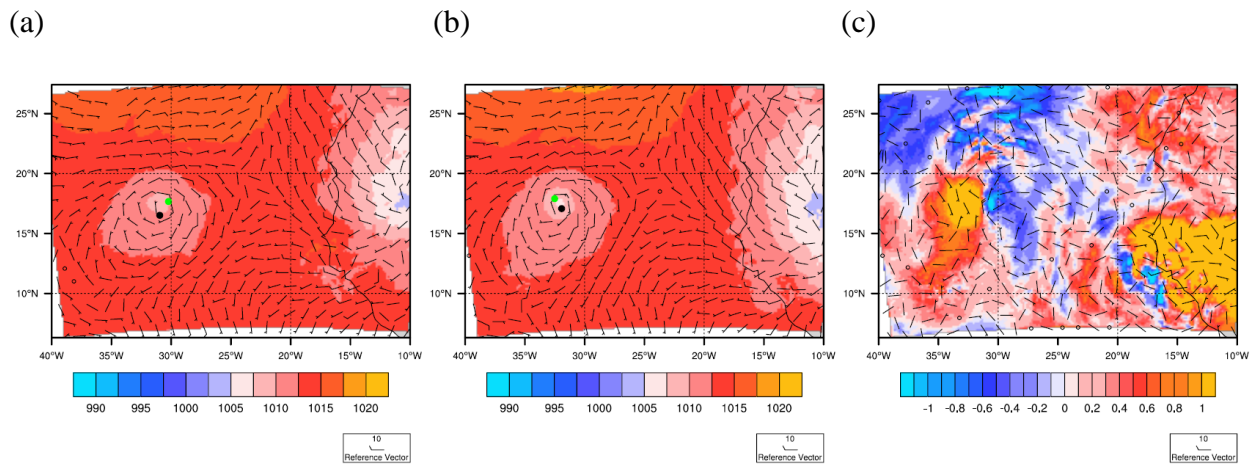 (a) (b) (c)
25°N 25°N 25°N
20°N 20°N 20°N
15°N 15°N 15°N
10°N 10°N 10°N
40°W 35°W 30°W 25°W 20°W 15°W 10°W 40°W 35°W 30°W 25°W 20°W 15°W 10°W 40°W 35°W 30°W 25°W 20°W 15°W 10°W
990 995 1000 1005 1010 1015 1020 990 995 1000 1005 1010 1015 1020 -1 -0.8 -0.6 -0.4 -0.2 0 0.2 0.4 0.6 0.8 1
10 10 10
Reference Vector Reference Vector Reference Vector